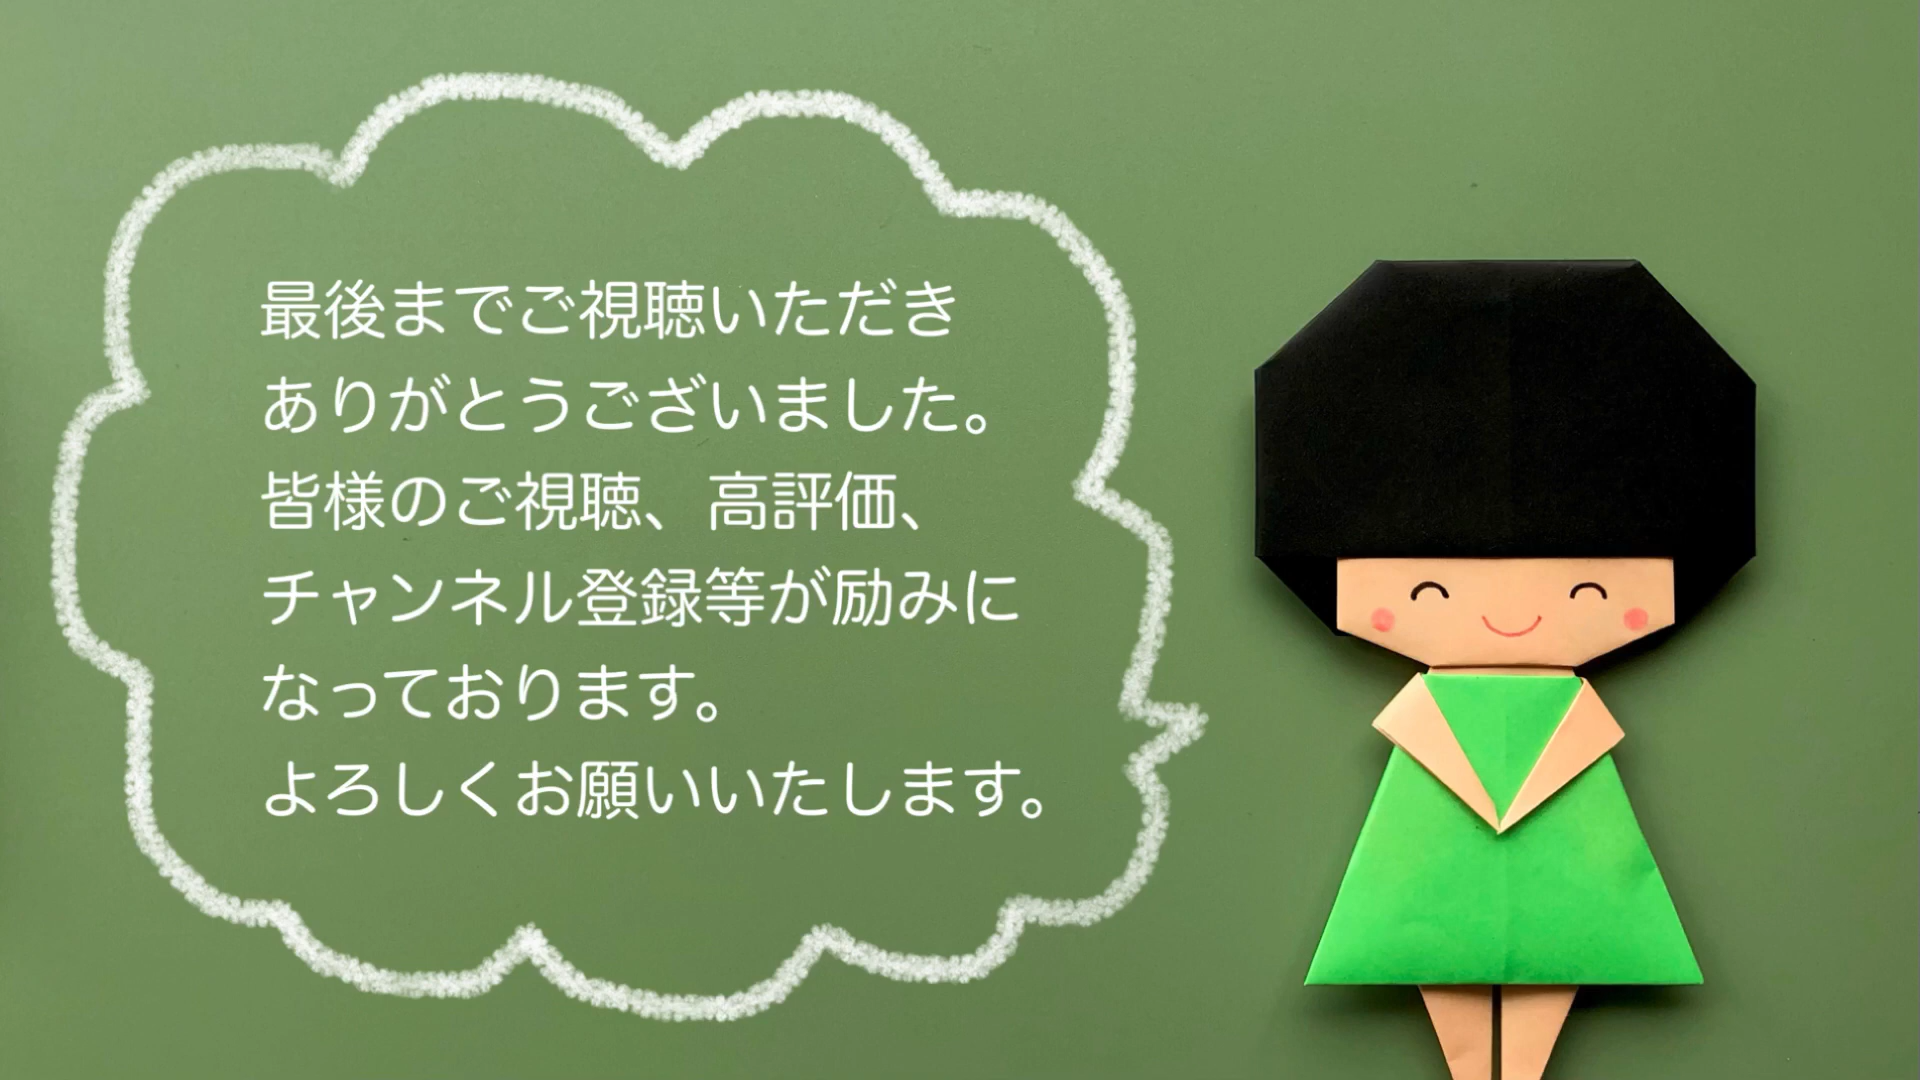 最後までご視聴いただき
ありがとうございました。
皆様のご視聴、高評価、
チャンネル登録等が励みに
なっております。
よろしくお願いいたします。